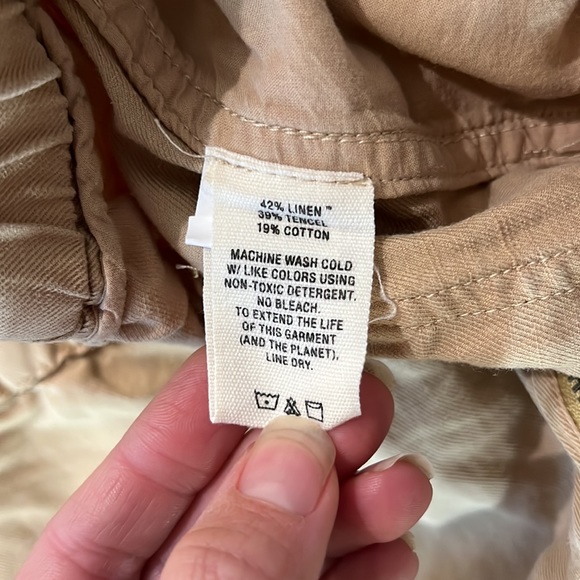 42% LINEN ™
39% TENCEL
19% COTTON
MACHINE WASH COLD
W/ LIKE COLORS USING
NON-TOXIC DETERGENT.
NO BLEACH.
TO EXTEND THE LIFE
OF THIS GARMENT
(AND THE PLANET),
LINE DRY.